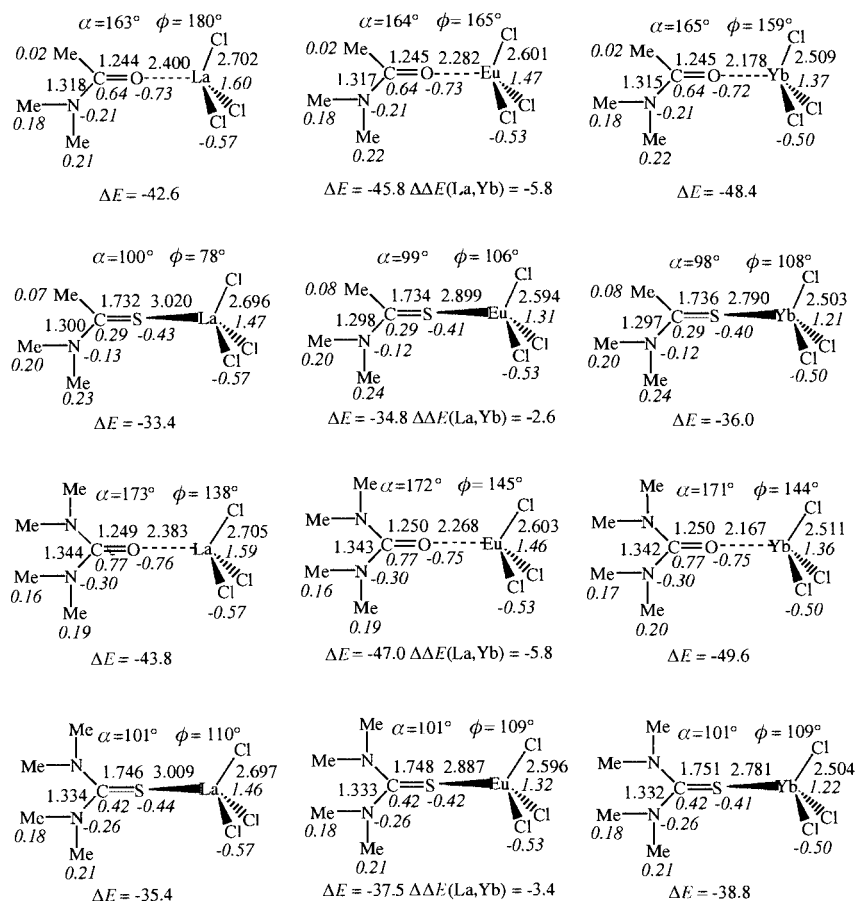 α=163° φ=180°
Cl
0.02 Me 1.244 2.400 2.702
1.318 C=O La 1.60
N 0.64 -0.73 Cl
Me -0.21 Cl
0.18 Me -0.57
0.21
ΔE = -42.6
α=164° φ=165°
Cl
0.02 Me 1.245 2.282 2.601
1.317 C=O Eu 1.47
N 0.64 -0.73 Cl
Me -0.21 Cl
0.18 Me -0.53
0.22
ΔE = -45.8 ΔΔE(La,Yb) = -5.8
α=165° φ=159°
Cl
0.02 Me 1.245 2.178 2.509
1.315 C=O Yb 1.37
N 0.64 -0.72 Cl
Me -0.21 Cl
0.18 Me -0.50
0.22
ΔE = -48.4
α=100° φ=78°
Cl
0.07 Me 1.732 3.020 2.696
1.300 C=S La 1.47
Me N 0.29 -0.43 Cl
0.20 -0.13 Cl
Me -0.57
0.23
ΔE = -33.4
α=99° φ=106°
Cl
0.08 Me 1.734 2.899 2.594
1.298 C=S Eu 1.31
Me N 0.29 -0.41 Cl
0.20 -0.12 Cl
Me -0.53
0.24
ΔE = -34.8 ΔΔE(La,Yb) = -2.6
α=98° φ=108°
Cl
0.08 Me 1.736 2.790 2.503
1.297 C=S Yb 1.21
Me N 0.29 -0.40 Cl
0.20 -0.12 Cl
Me -0.50
0.24
ΔE = -36.0
Me α=173° φ=138°
Me N Cl
1.249 2.383 2.705
1.344 C=O La 1.59
N 0.77 -0.76 Cl
Me -0.30 Cl
0.16 Me -0.57
0.19
ΔE = -43.8
Me α=172° φ=145°
Me N Cl
1.250 2.268 2.603
1.343 C=O Eu 1.46
N 0.77 -0.75 Cl
Me -0.30 Cl
0.16 Me -0.53
0.19
ΔE = -47.0 ΔΔE(La,Yb) = -5.8
Me α=171° φ=144°
Me N Cl
1.250 2.167 2.511
1.342 C=O Yb 1.36
N 0.77 -0.75 Cl
Me -0.30 Cl
0.17 Me -0.50
0.20
ΔE = -49.6
Me α=101° φ=110°
Me N Cl
1.746 3.009 2.697
1.334 C=S La 1.46
N 0.42 -0.44 Cl
Me -0.26 Cl
0.18 Me -0.57
0.21
ΔE = -35.4
Me α=101° φ=109°
Me N Cl
1.748 2.887 2.596
1.333 C=S Eu 1.32
N 0.42 -0.42 Cl
Me -0.26 Cl
0.18 Me -0.53
0.21
ΔE = -37.5 ΔΔE(La,Yb) = -3.4
Me α=101° φ=109°
Me N Cl
1.751 2.781 2.504
1.332 C=S Yb 1.22
N 0.42 -0.41 Cl
Me -0.26 Cl
0.18 Me -0.50
0.21
ΔE = -38.8